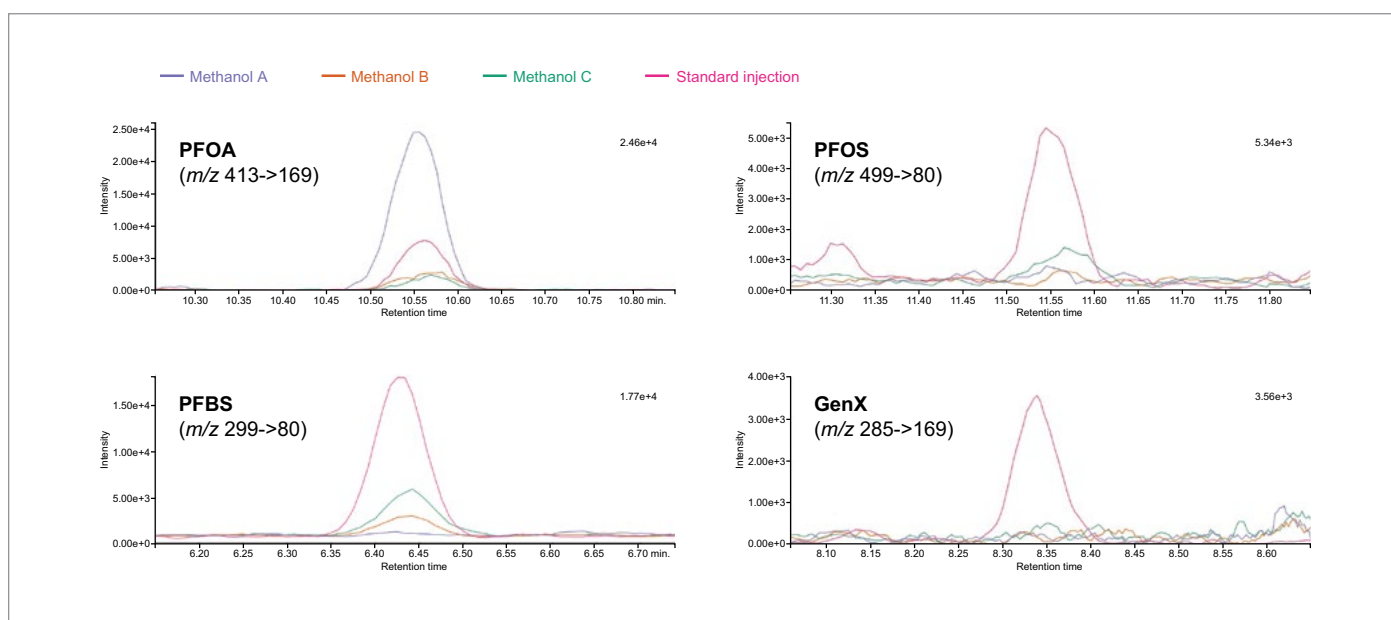 Methanol A Methanol B Methanol C Standard injection
PFOA
(m/z 413->169)
2.46e+4
Intensity
2.50e+4
2.00e+4
1.50e+4
1.00e+4
5.00e+3
0.00e+0
10.30 10.35 10.40 10.45 10.50 10.55 10.60 10.65 10.70 10.75 10.80 min.
Retention time
PFOS
(m/z 499->80)
5.34e+3
Intensity
5.00e+3
4.00e+3
3.00e+3
2.00e+3
1.00e+3
0.00e+0
11.30 11.35 11.40 11.45 11.50 11.55 11.60 11.65 11.70 11.75 11.80
Retention time
PFBS
(m/z 299->80)
1.77e+4
Intensity
1.50e+4
1.00e+4
5.00e+3
0.00e+0
6.20 6.25 6.30 6.35 6.40 6.45 6.50 6.55 6.60 6.65 6.70 min.
Retention time
GenX
(m/z 285->169)
3.56e+3
Intensity
4.00e+3
3.00e+3
2.00e+3
1.00e+3
0.00e+0
8.10 8.15 8.20 8.25 8.30 8.35 8.40 8.45 8.50 8.55 8.60
Retention time